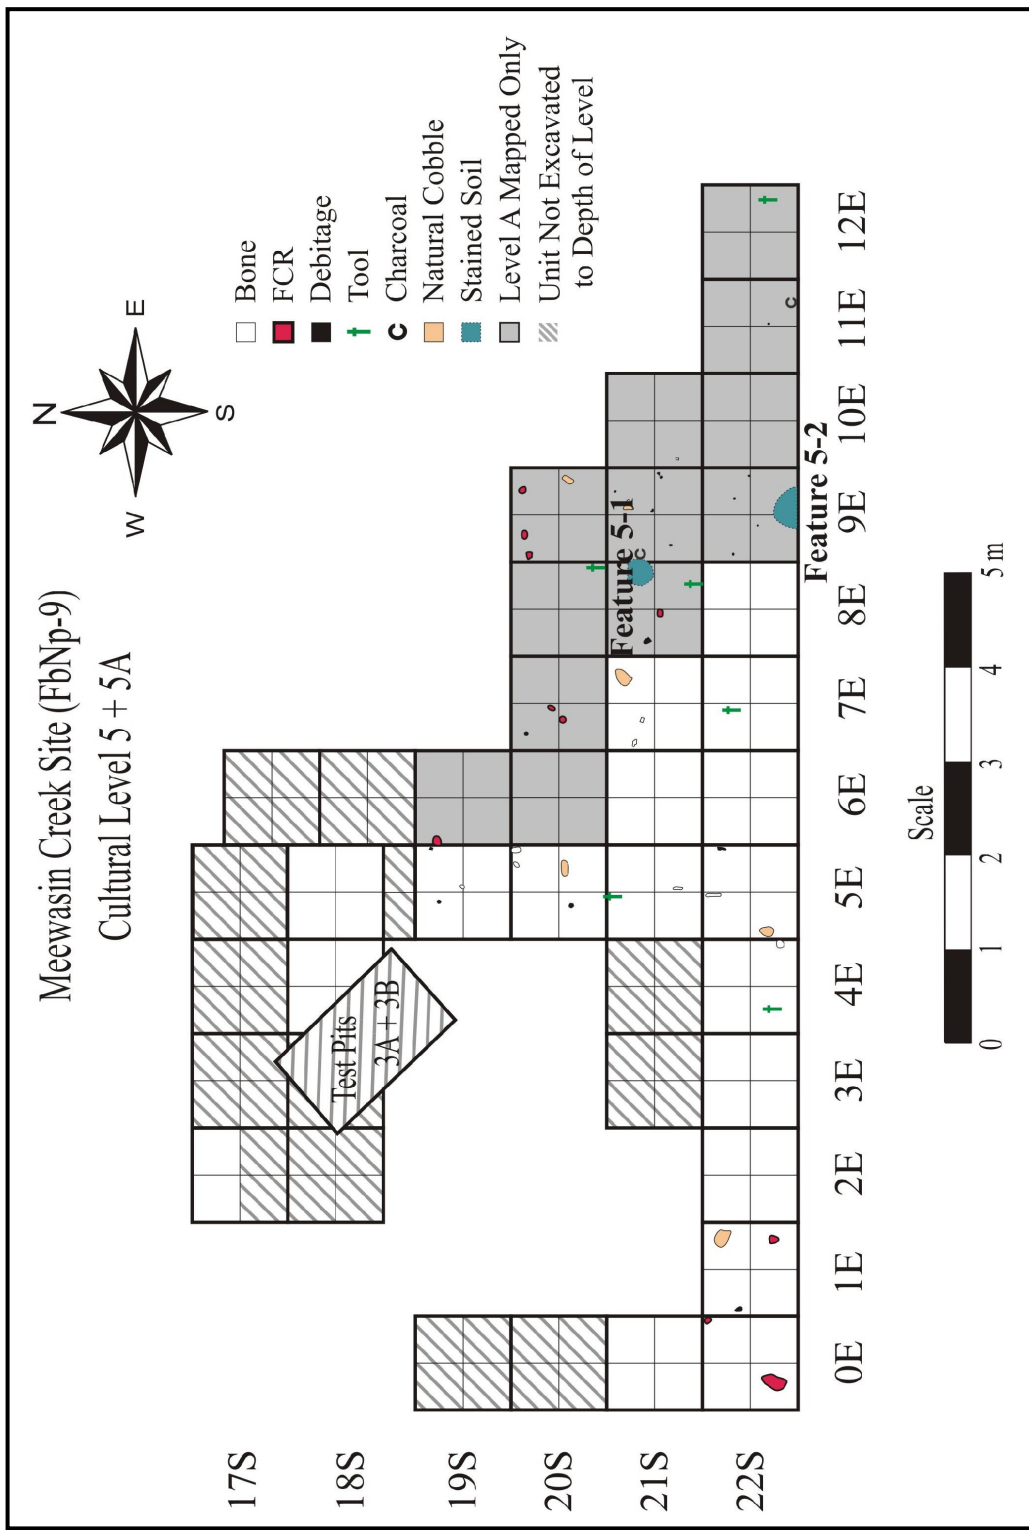 Meewasin Creek Site (FbNp-9)
Cultural Level 5 + 5A
N
W
E
S
Bone
FCR
Debitage
Tool
c Charcoal
Natural Cobble
Stained Soil
Level A Mapped Only
Unit Not Excavated
to Depth of Level
17S
18S
19S
20S
21S
22S
Test Pits
3A + 3B
Feature 5-1
c
c
Feature 5-2
0E 1E 2E 3E 4E 5E 6E 7E 8E 9E 10E 11E 12E
Scale
0 1 2 3 4 5 m